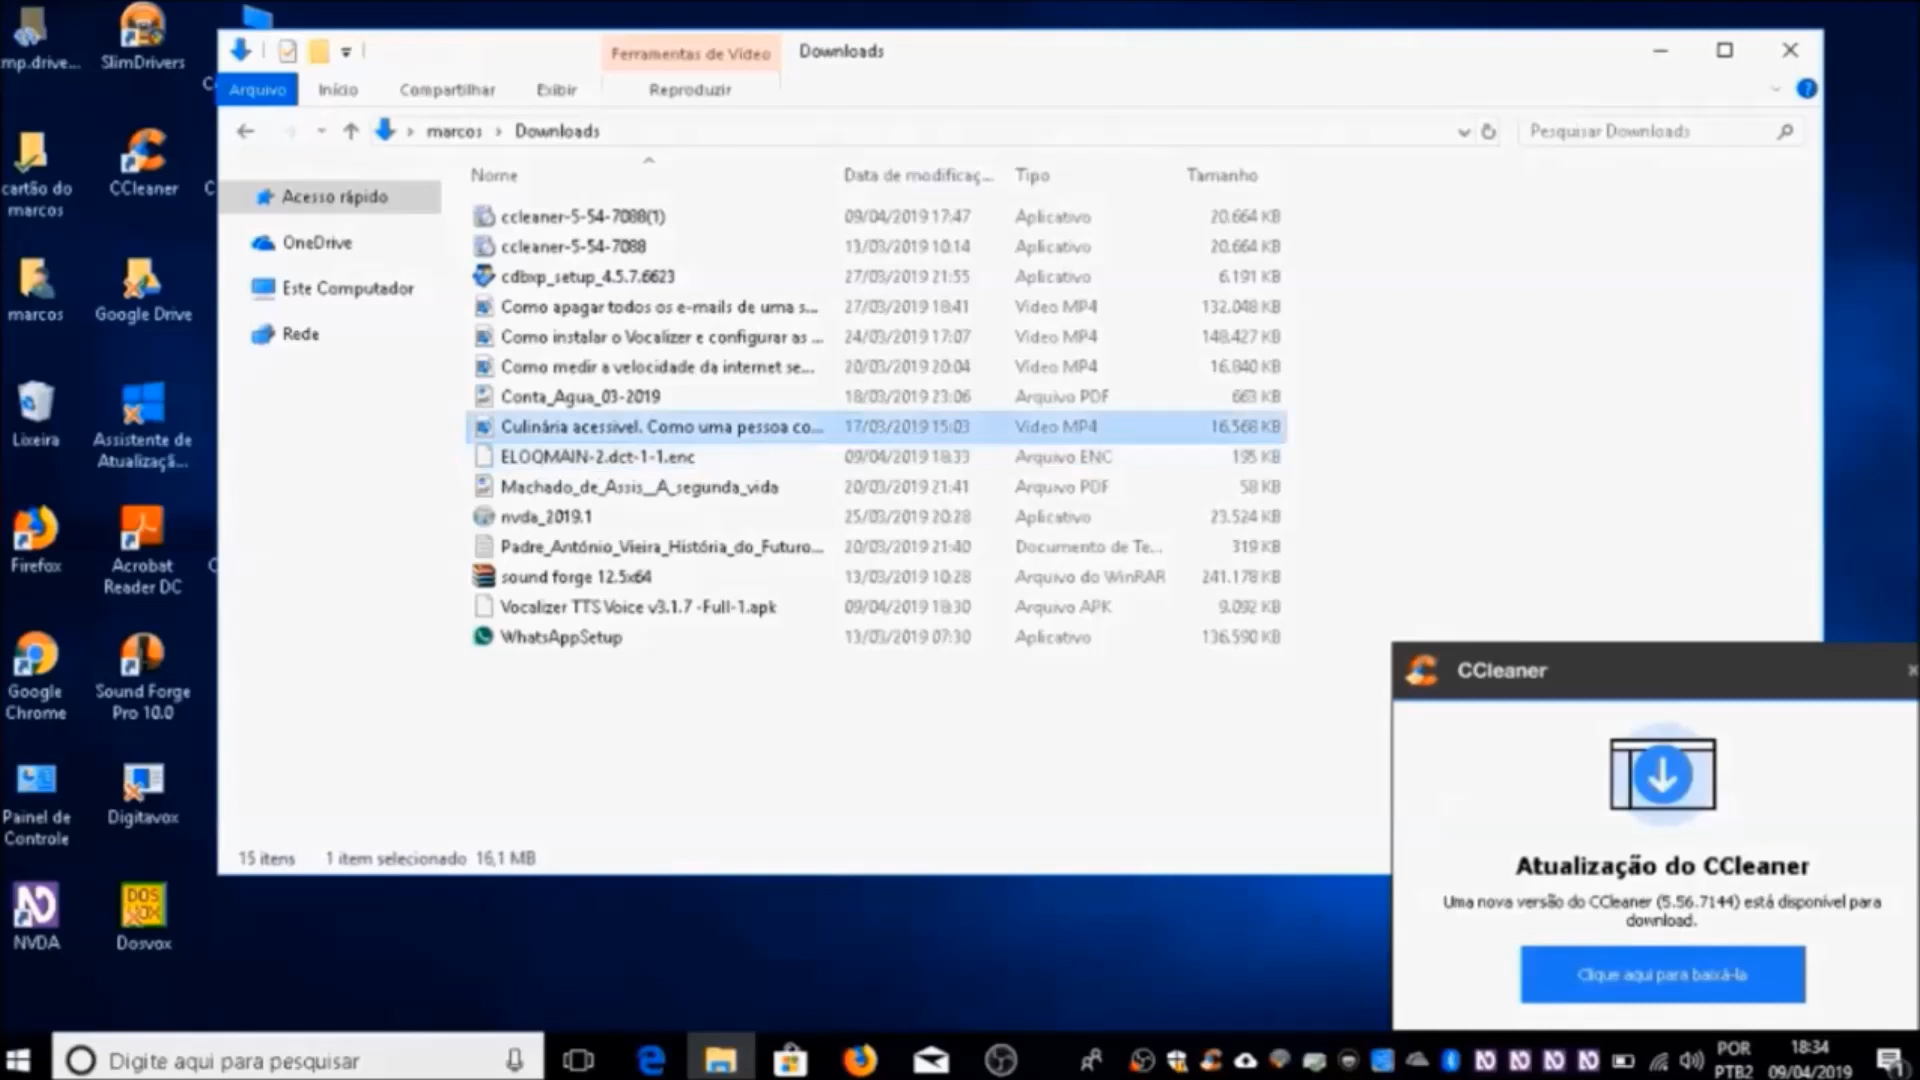 mp.drive...
SlimDrivers
cartão do
marcos
CCleaner
marcos
Google Drive
Lixeira
Assistente de
Atualizaçã...
Firefox
Acrobat
Reader DC
Google
Chrome
Sound Forge
Pro 10.0
Painel de
Controle
Digitavox
NVDA
DOS
VOX
Dosvox
Ferramentas de Vídeo
Downloads
Arquivo
Início
Compartilhar
Exibir
Reproduzir
marcos > Downloads
Pesquisar Downloads
Acesso rápido
OneDrive
Este Computador
Rede
Nome Data de modificaç... Tipo Tamanho
ccleaner-5-54-7088(1) 09/04/2019 17:47 Aplicativo 20.664 KB
ccleaner-5-54-7088 13/03/2019 10:14 Aplicativo 20.664 KB
cdbxp_setup_4.5.7.6623 27/03/2019 21:55 Aplicativo 6.191 KB
Como apagar todos os e-mails de uma s... 27/03/2019 18:41 Vídeo MP4 132.048 KB
Como instalar o Vocalizer e configurar as ... 24/03/2019 17:07 Vídeo MP4 148.427 KB
Como medir a velocidade da internet se... 20/03/2019 20:04 Vídeo MP4 16.840 KB
Conta_Agua_03-2019 18/03/2019 23:06 Arquivo PDF 663 KB
Culinária acessível. Como uma pessoa co... 17/03/2019 15:03 Vídeo MP4 16.568 KB
ELOQMAIN-2.dct-1-1.enc 09/04/2019 18:33 Arquivo ENC 195 KB
Machado_de_Assis__A_segunda_vida 20/03/2019 21:41 Arquivo PDF 58 KB
nvda_2019.1 25/03/2019 20:28 Aplicativo 23.524 KB
Padre_António_Vieira_História_do_Futuro... 20/03/2019 21:40 Documento de Te... 319 KB
sound forge 12.5x64 13/03/2019 10:28 Arquivo do WinRAR 241.178 KB
Vocalizer TTS Voice v3.1.7 -Full-1.apk 09/04/2019 18:30 Arquivo APK 9.092 KB
WhatsAppSetup 13/03/2019 07:30 Aplicativo 136.590 KB
15 itens 1 item selecionado 16,1 MB
CCleaner
Atualização do CCleaner
Uma nova versão do CCleaner (5.56.7144) está disponível para
download.
Clique aqui para baixá-la
Digite aqui para pesquisar
POR
PTB2
18:34
09/04/2019